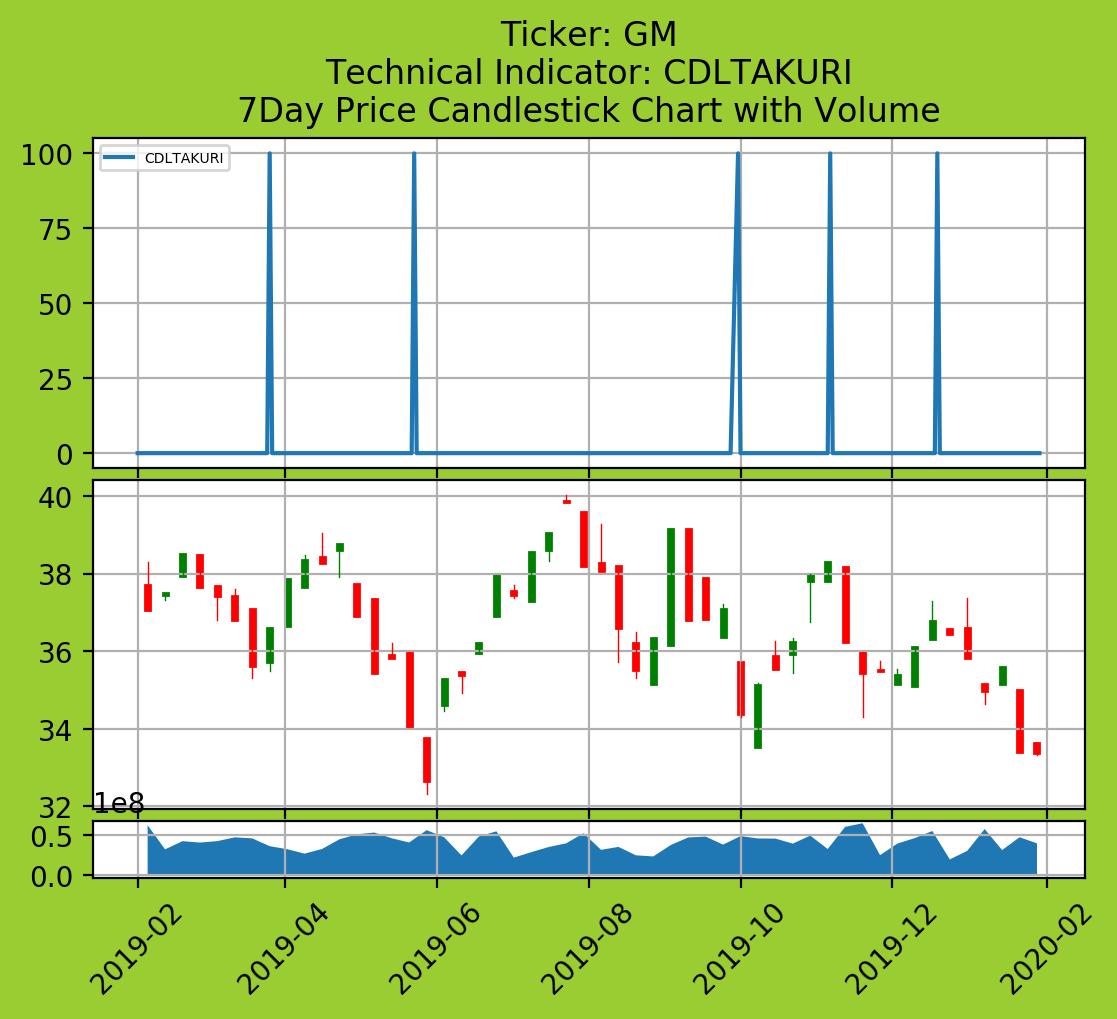 Ticker: GM
Technical Indicator: CDLTAKURI
7Day Price Candlestick Chart with Volume
100
CDLTAKURI
75
50
25
0
40
38
36
34
32
1e8
0.5
0.0
2019-02 2019-04 2019-06 2019-08 2019-10 2019-12 2020-02